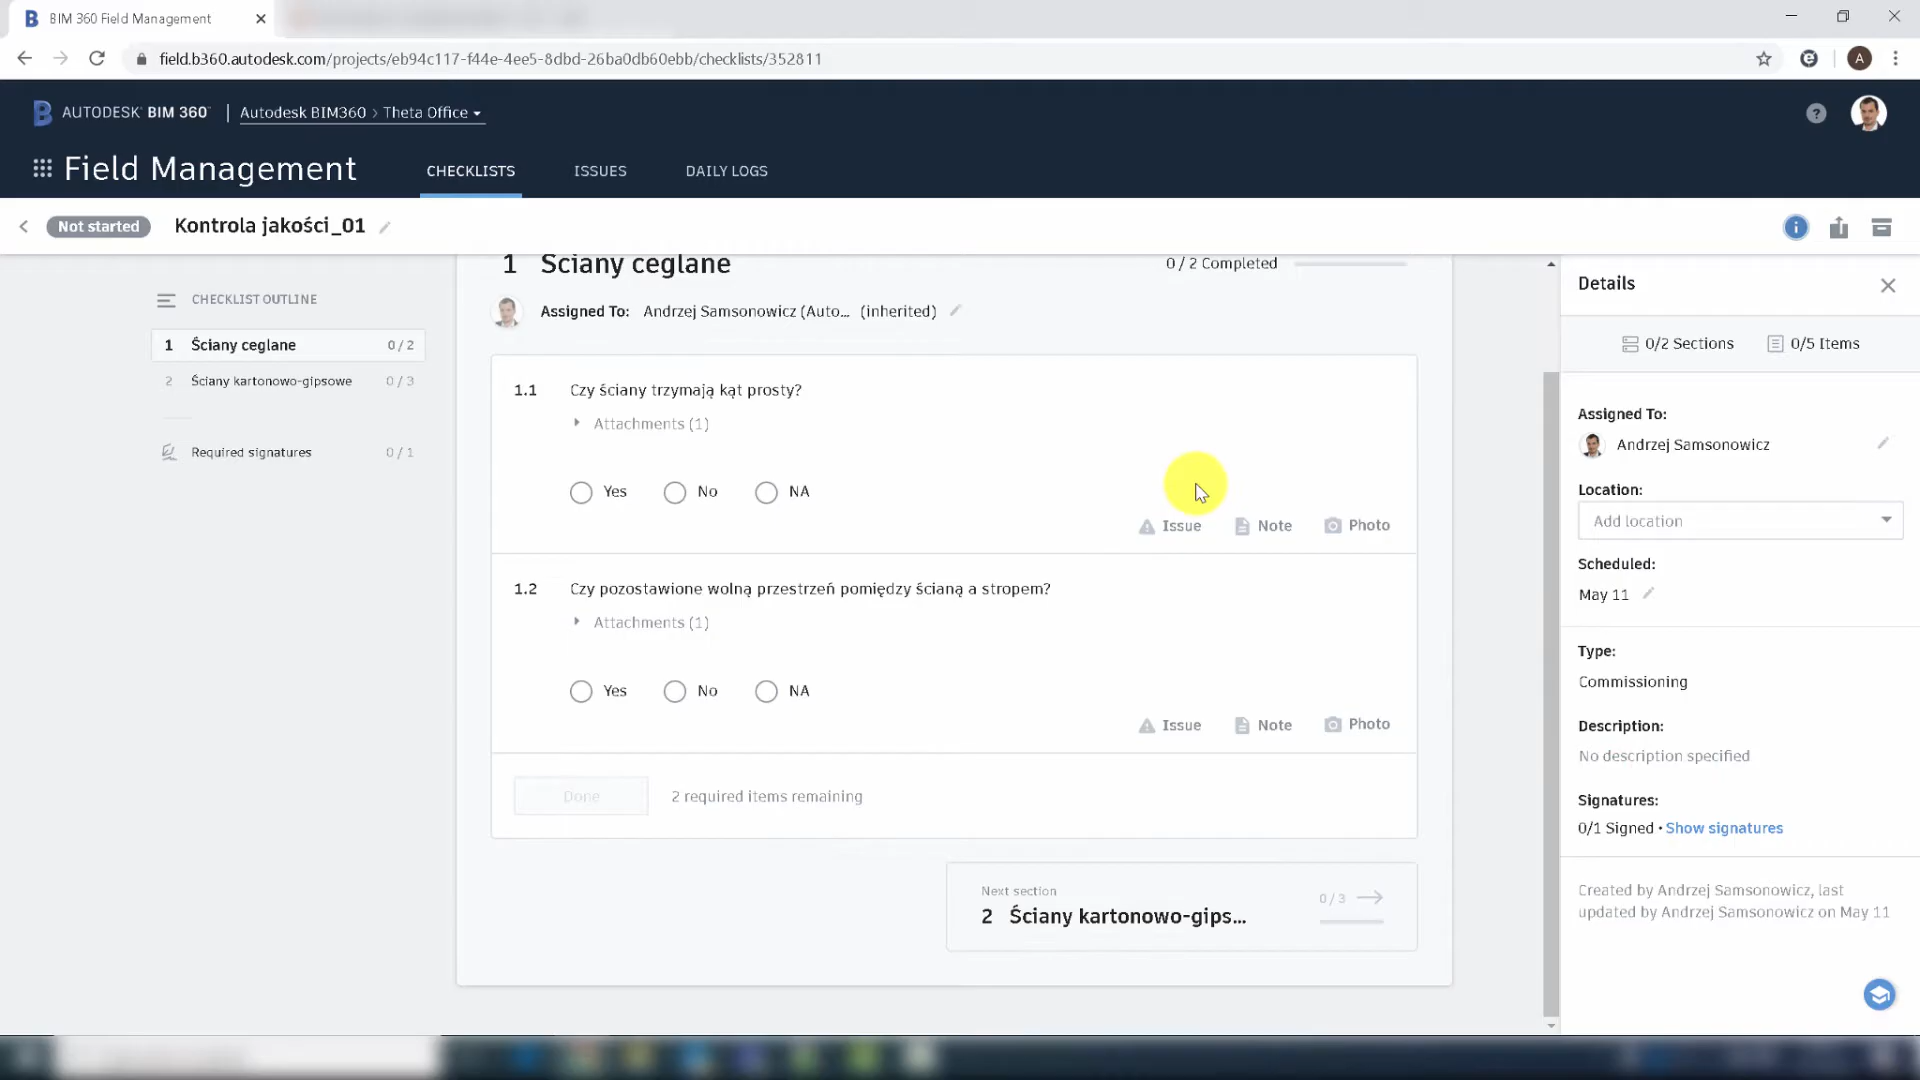 BIM 360 Field Management
field.b360.autodesk.com/projects/eb94c117-f44e-4ee5-8dbd-26ba0db60ebb/checklists/352811
A
AUTODESK® BIM 360™ | Autodesk BIM360 > Theta Office
Field Management
CHECKLISTS ISSUES DAILY LOGS
Not started Kontrola jakości_01
CHECKLIST OUTLINE
1 Ściany ceglane 0 / 2
2 Ściany kartonowo-gipsowe 0 / 3
Required signatures 0 / 1
1 Ściany ceglane 0 / 2 Completed
Assigned To: Andrzej Samsonowicz (Auto... (inherited)
1.1 Czy ściany trzymają kąt prosty?
Attachments (1)
Yes No NA
Issue Note Photo
1.2 Czy pozostawione wolną przestrzeń pomiędzy ścianą a stropem?
Attachments (1)
Yes No NA
Issue Note Photo
Done 2 required items remaining
Next section
2 Ściany kartonowo-gips... 0 / 3
Details
0/2 Sections 0/5 Items
Assigned To:
Andrzej Samsonowicz
Location:
Add location
Scheduled:
May 11
Type:
Commissioning
Description:
No description specified
Signatures:
0/1 Signed • Show signatures
Created by Andrzej Samsonowicz, last
updated by Andrzej Samsonowicz on May 11